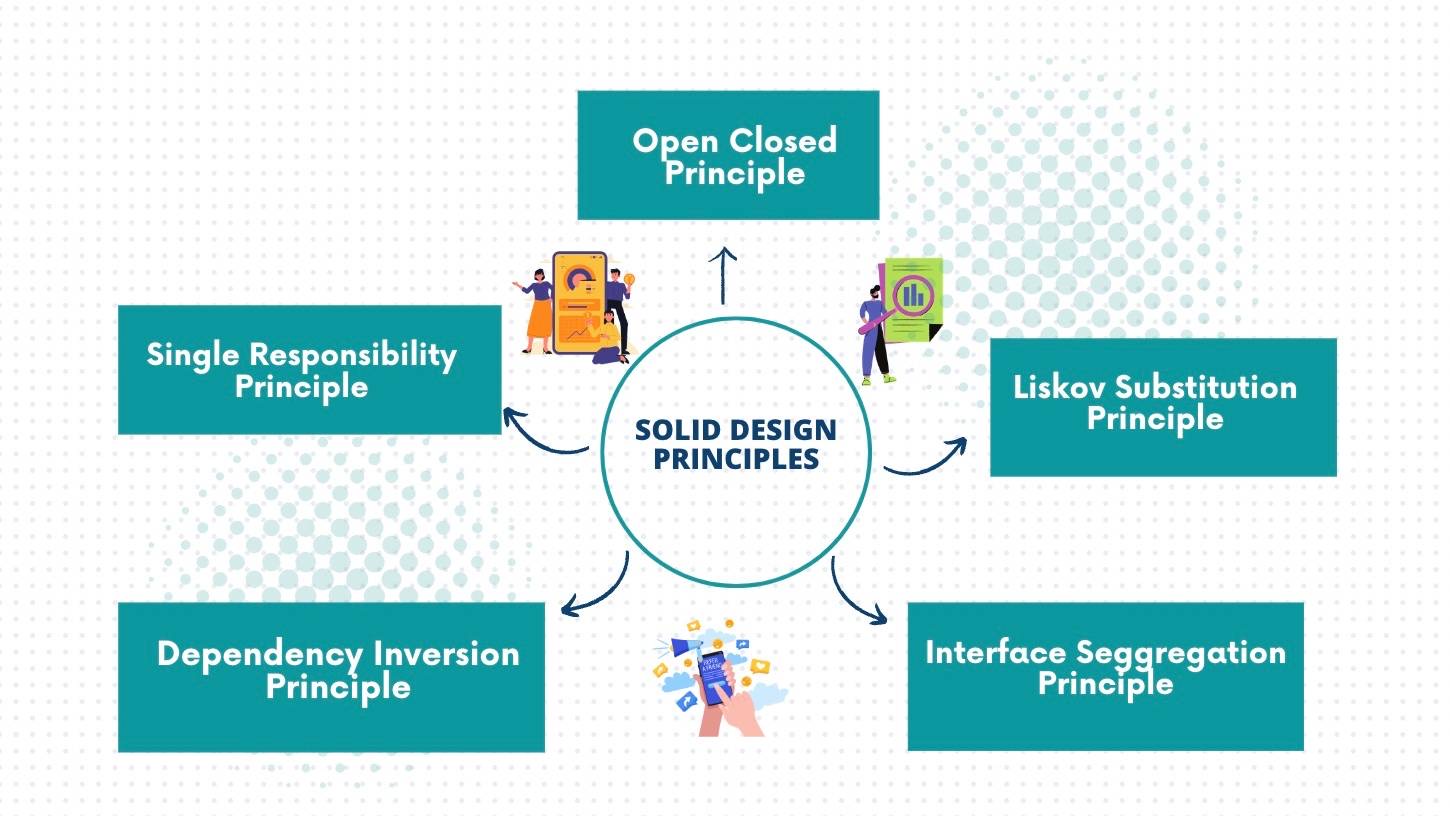 Open Closed
Principle
Single Responsibility
Principle
SOLID DESIGN
PRINCIPLES
Liskov Substitution
Principle
Dependency Inversion
Principle
Interface Seggregation
Principle